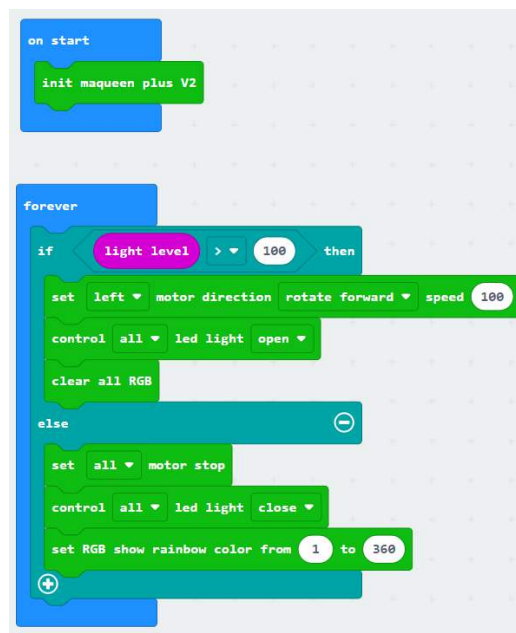 on start
init maqueen plus V2
forever
if light level > 100 then
set left motor direction rotate forward speed 100
control all led light open
clear all RGB
else
set all motor stop
control all led light close
set RGB show rainbow color from 1 to 360